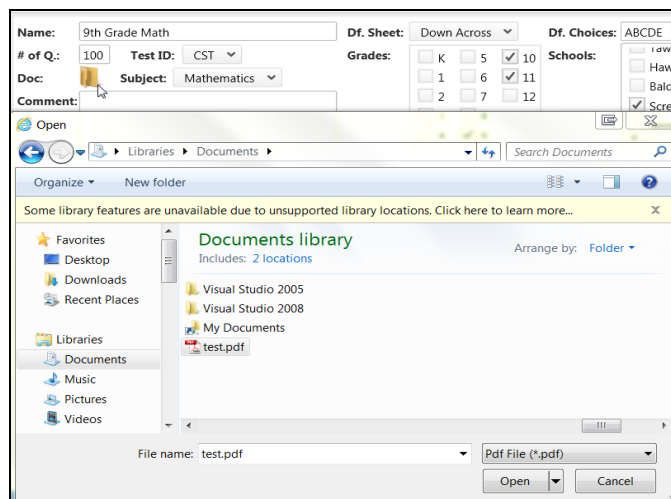 Name: 9th Grade Math Df. Sheet: Down Across Df. Choices: ABCDE
# of Q.: 100 Test ID: CST Grades: K 5 10 Schools:
Doc: Subject: Mathematics 1 6 11
Comment: 2 7 12
Open
Libraries Documents Search Documents
Organize New folder
Some library features are unavailable due to unsupported library locations. Click here to learn more... x
Favorites
Desktop
Downloads
Recent Places
Libraries
Documents
Music
Pictures
Videos
Documents library
Includes: 2 locations
Arrange by: Folder
Visual Studio 2005
Visual Studio 2008
My Documents
test.pdf
File name: test.pdf Pdf File (*.pdf)
Open Cancel